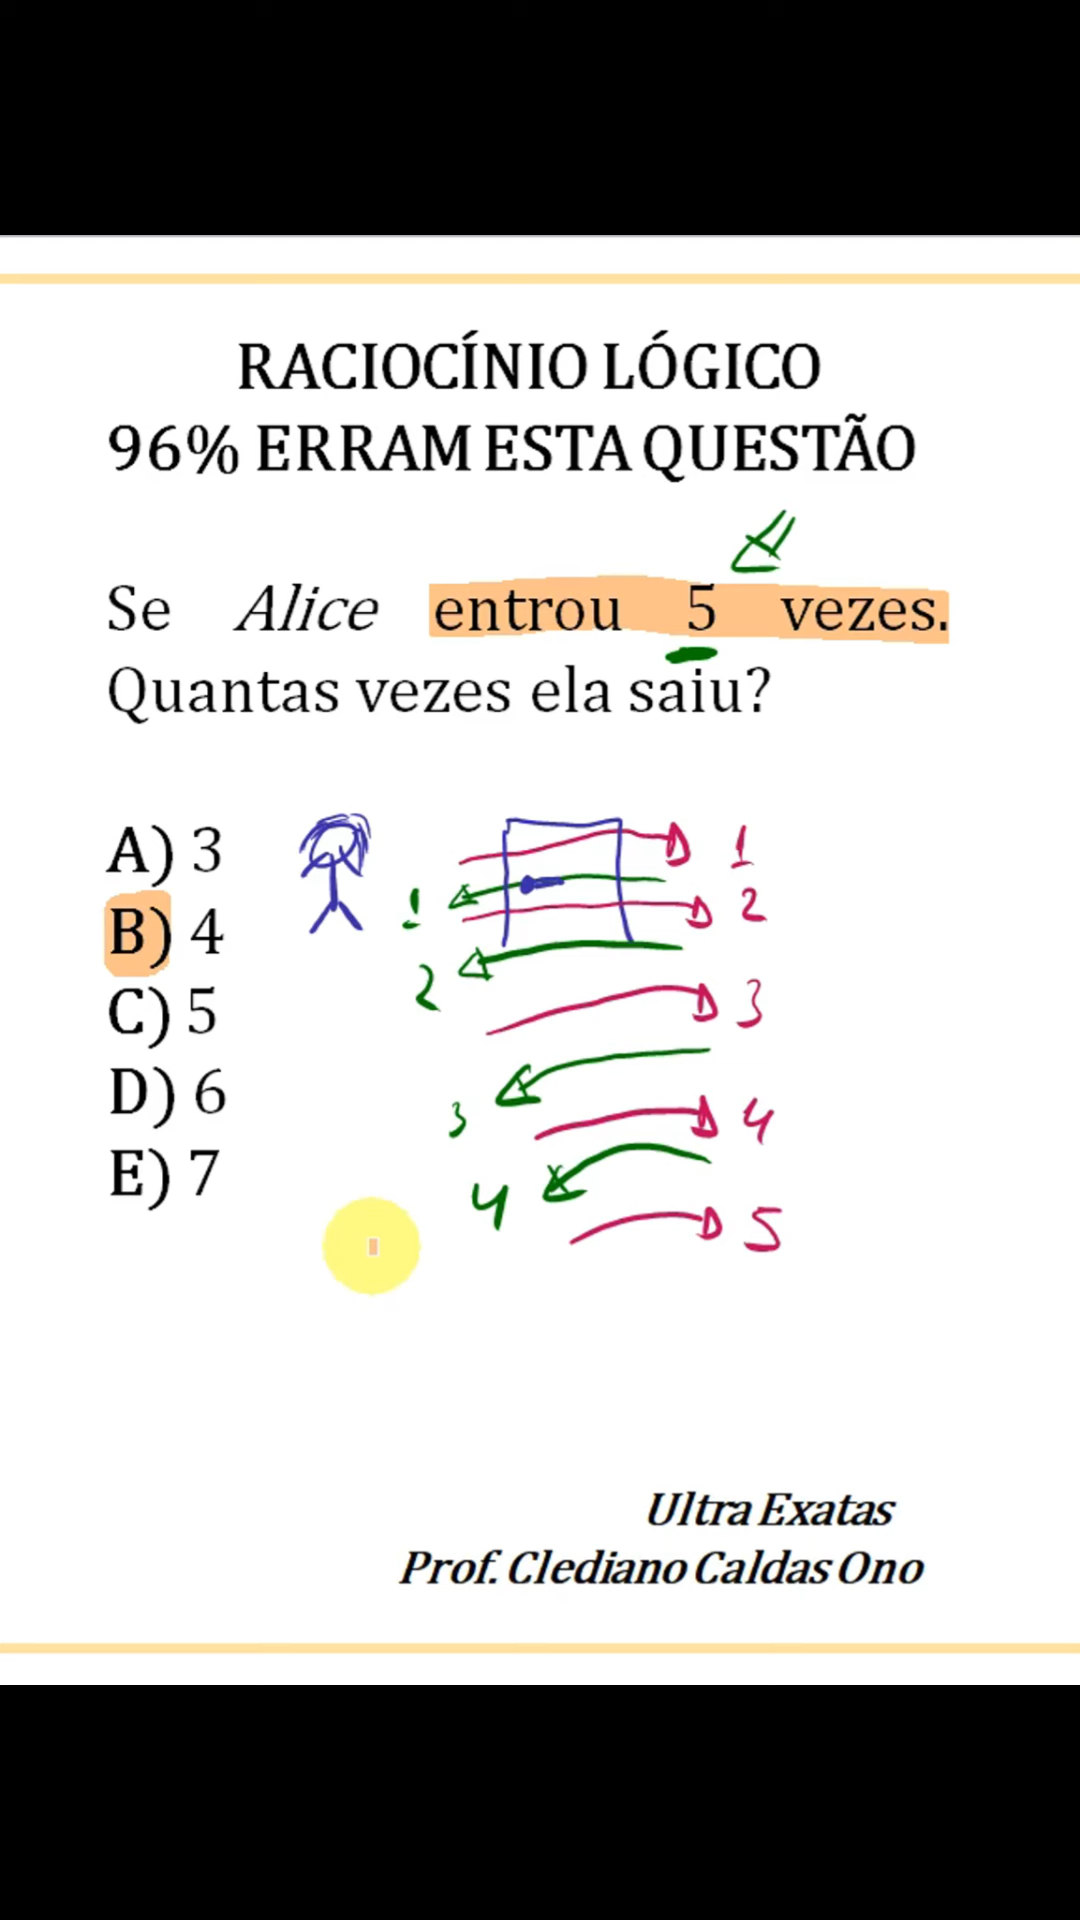 RACIOCÍNIO LÓGICO
96% ERRAM ESTA QUESTÃO
Se Alice entrou 5 vezes.
Quantas vezes ela saiu?
A) 3
B) 4
C) 5
D) 6
E) 7
1
1
2
2
3
3
4
4
5
Ultra Exatas
Prof. Clediano Caldas Ono